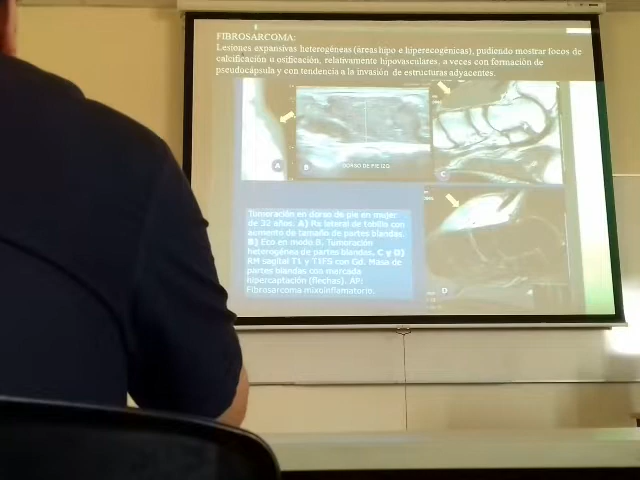 FIBROSARCOMA:
Lesiones expansivas heterogéneas (áreas hipo e hiperecogénicas), pudiendo mostrar focos de
calcificación u osificación, relativamente hipovasculares, a veces con formación de
pseudocápsula y con tendencia a la invasión de estructuras adyacentes.
A
B
DORSO DE PIE IZQ
C
Tumoración en dorso de pie en mujer
de 32 años. A) Rx lateral de tobillo con
aumento de tamaño de partes blandas.
B) Eco en modo B. Tumoración
heterogénea de partes blandas. C y D)
RM sagital T1 y T1FS con Gd. Masa de
partes blandas con marcada
hipercaptación (flechas). AP:
Fibrosarcoma mixoinflamatorio.
D